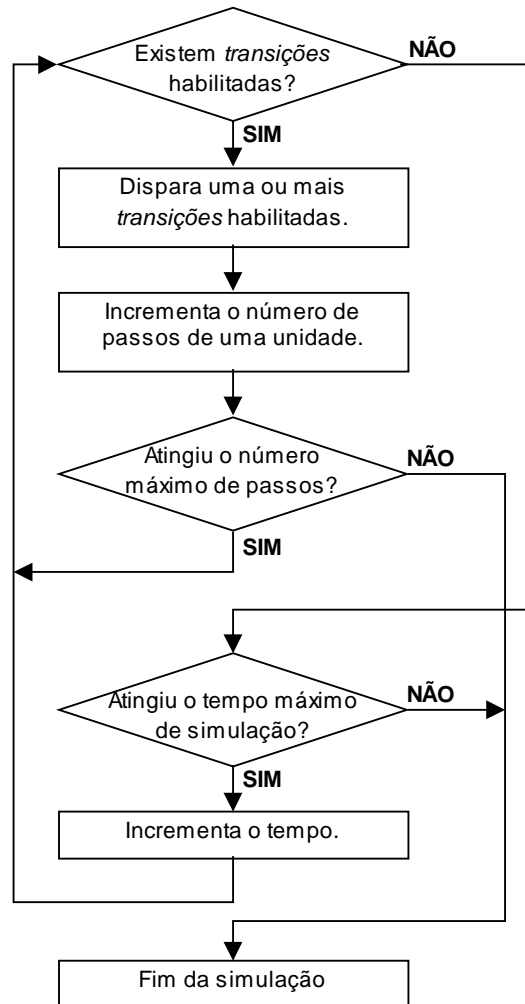 Existem transições
habilitadas?
NÃO
SIM
Dispara uma ou mais
transições habilitadas.
Incrementa o número de
passos de uma unidade.
Atingiu o número
máximo de passos?
NÃO
SIM
Atingiu o tempo máximo
de simulação?
NÃO
SIM
Incrementa o tempo.
Fim da simulação